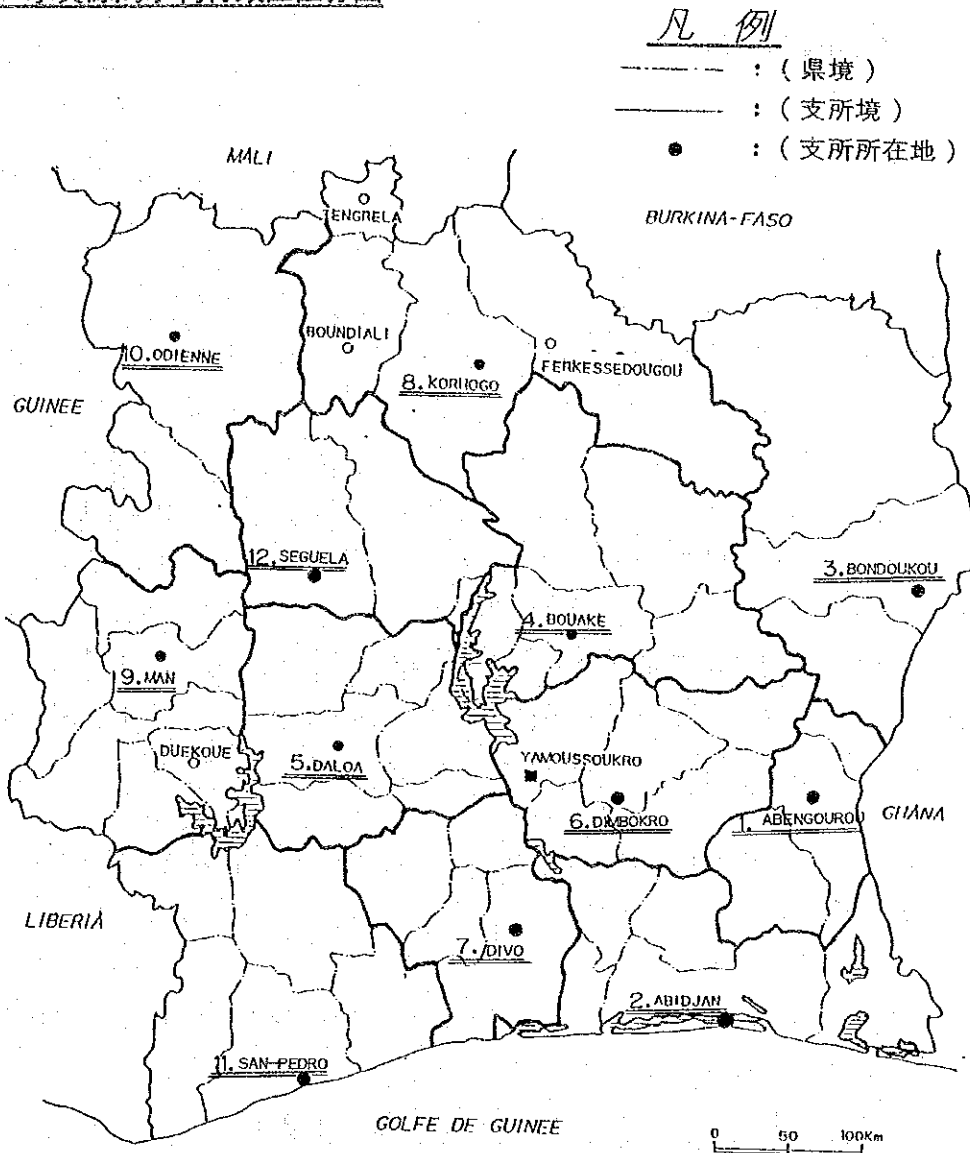 凡 例
: ( 県境 )
: ( 支所境 )
: ( 支所所在地 )
MALI
TENGRELA
BURKINA-FASO
BOUNDIALI
10. ODIENNE
FERKESSEDOUGOU
8. KORHOGO
GUINEE
12. SEGUELA
3. BONDOUKOU
4. BOUAKE
9. MAN
DUEKOUE
5. DALOA
YAMOUSSOUKRO
6. DIMBOKRO
1. ABENGOUROU
GHANA
LIBERIA
7. DIVO
2. ABIDJAN
11. SAN-PEDRO
GOLFE DE GUINEE
0 50 100Km